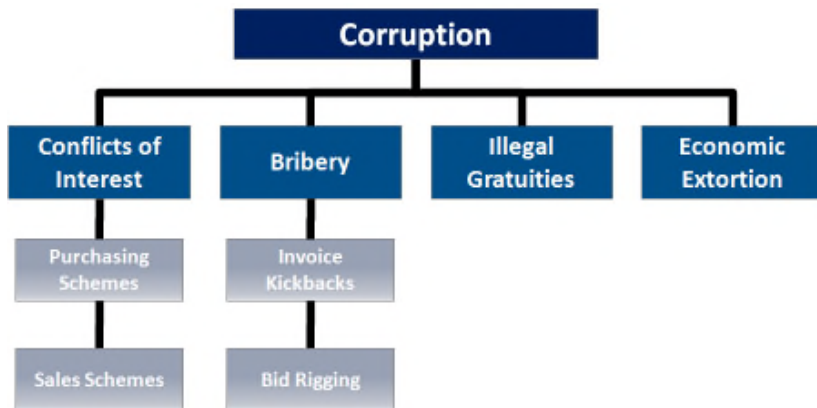 Corruption
Conflicts of
Interest
Bribery
Illegal
Gratuities
Economic
Extortion
Purchasing
Schemes
Invoice
Kickbacks
Sales Schemes
Bid Rigging